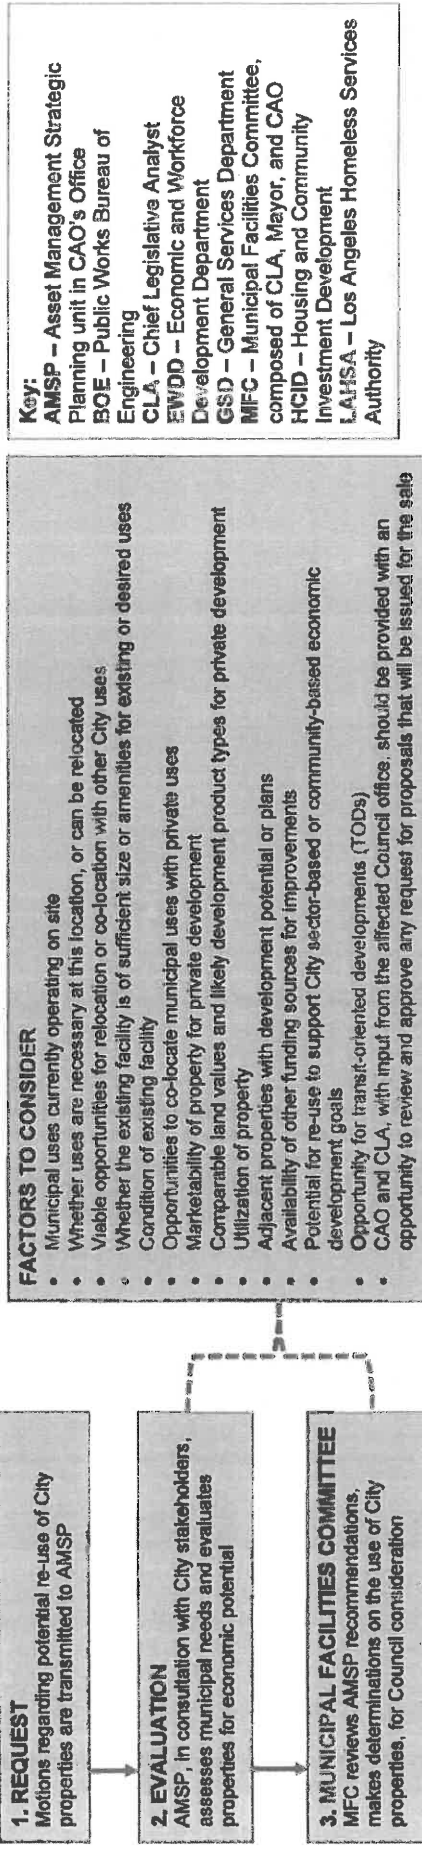 1. REQUEST
Motions regarding potential re-use of City
properties are transmitted to AMSP
2. EVALUATION
AMSP, in consultation with City stakeholders,
assesses municipal needs and evaluates
properties for economic potential
3. MUNICIPAL FACILITIES COMMITTEE
MFC reviews AMSP recommendations,
makes determinations on the use of City
properties, for Council consideration
FACTORS TO CONSIDER
• Municipal uses currently operating on site
• Whether uses are necessary at this location, or can be relocated
• Viable opportunities for relocation or co-location with other City uses
• Whether the existing facility is of sufficient size or amenities for existing or desired uses
• Condition of existing facility
• Opportunities to co-locate municipal uses with private uses
• Marketability of property for private development
• Comparable land values and likely development product types for private development
• Utilization of property
• Adjacent properties with development potential or plans
• Availability of other funding sources for improvements
• Potential for re-use to support City sector-based or community-based economic
development goals
• Opportunity for transit-oriented developments (TODs)
• CAO and CLA, with input from the affected Council office, should be provided with an
opportunity to review and approve any request for proposals that will be issued for the sale
Key:
AMSP – Asset Management Strategic
Planning unit in CAO's Office
BOE – Public Works Bureau of
Engineering
CLA – Chief Legislative Analyst
EWDD – Economic and Workforce
Development Department
GSD – General Services Department
MFC – Municipal Facilities Committee,
composed of CLA, Mayor, and CAO
HCID – Housing and Community
Investment Development
LAHSA – Los Angeles Homeless Services
Authority